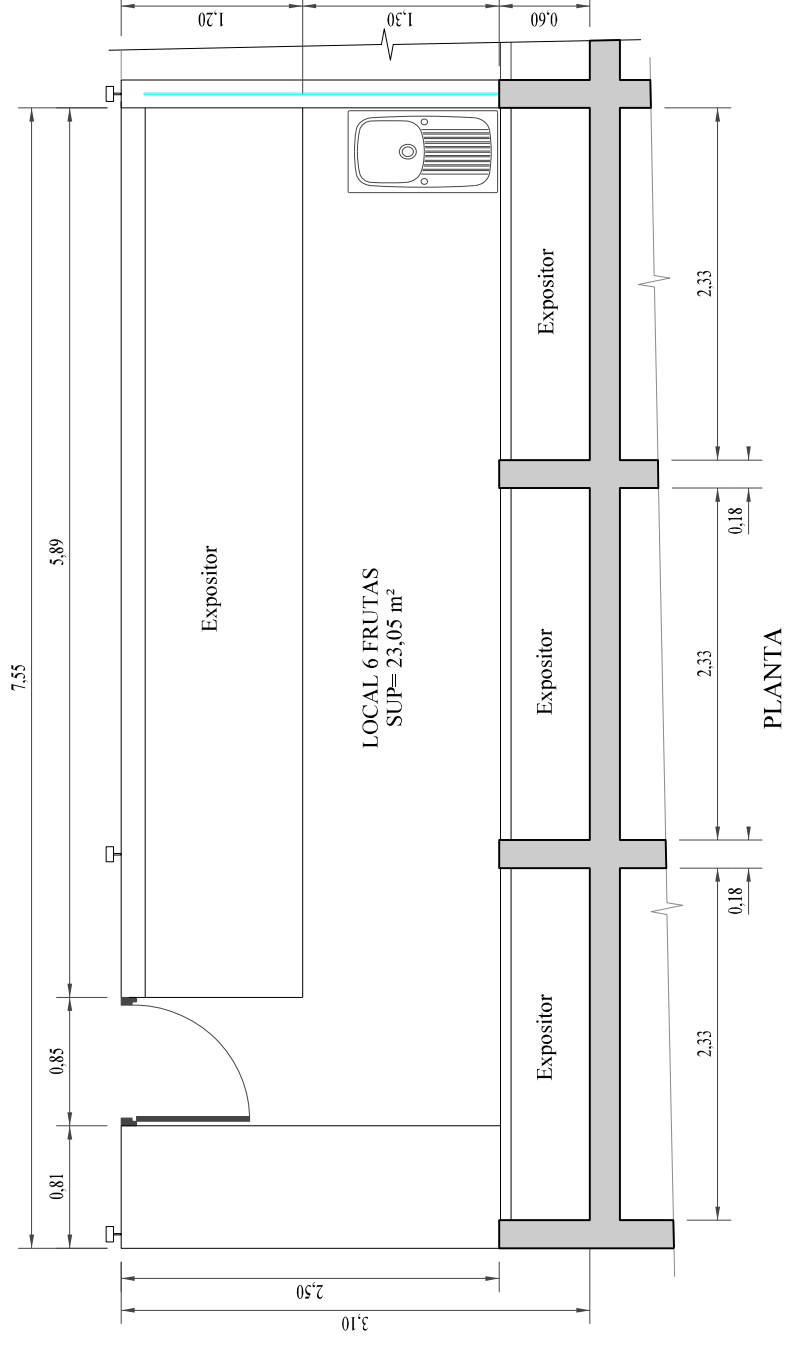 1,20
1,30
0,60
7,55
5,89
0,85
0,81
Expositor
LOCAL 6 FRUTAS
SUP= 23,05 m²
Expositor
Expositor
Expositor
2,33
0,18
2,33
0,18
2,33
2,50
3,10
PLANTA